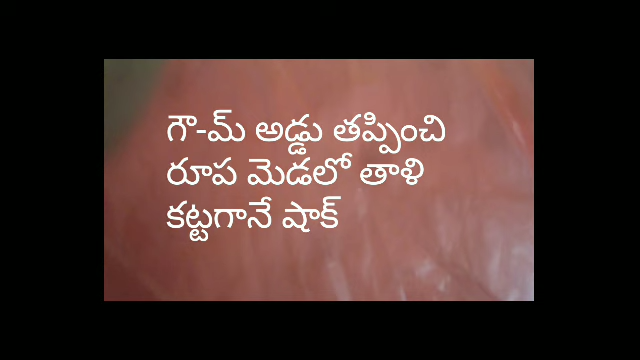 గౌ-మ్ అడ్డు తప్పించి
రూప మెడలో తాళి
కట్టగానే షాక్